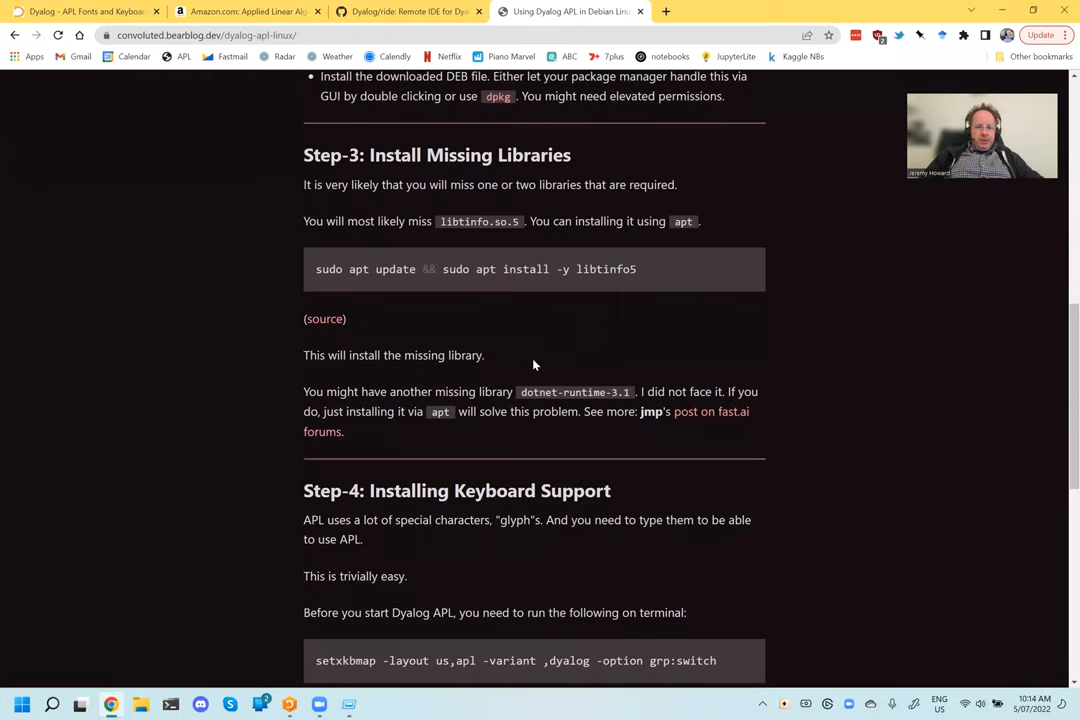 Dyalog - APL Fonts and Keyboar
Amazon.com: Applied Linear Alg
Dyalog/ride: Remote IDE for Dya
Using Dyalog APL in Debian Linu
convoluted.bearblog.dev/dyalog-apl-linux/
Update
Apps
Gmail
Calendar
APL
Fastmail
Radar
Weather
Calendly
Netflix
Piano Marvel
ABC
7plus
notebooks
JupyterLite
Kaggle NBs
Other bookmarks
• Install the downloaded DEB file. Either let your package manager handle this via
GUI by double clicking or use dpkg. You might need elevated permissions.
Jeremy Howard
Step-3: Install Missing Libraries
It is very likely that you will miss one or two libraries that are required.
You will most likely miss libtinfo.so.5. You can installing it using apt.
sudo apt update && sudo apt install -y libtinfo5
(source)
This will install the missing library.
You might have another missing library dotnet-runtime-3.1. I did not face it. If you
do, just installing it via apt will solve this problem. See more: jmp's post on fast.ai
forums.
Step-4: Installing Keyboard Support
APL uses a lot of special characters, "glyph"s. And you need to type them to be able
to use APL.
This is trivially easy.
Before you start Dyalog APL, you need to run the following on terminal:
setxkbmap -layout us,apl -variant ,dyalog -option grp:switch
ENG
US
10:14 AM
5/07/2022